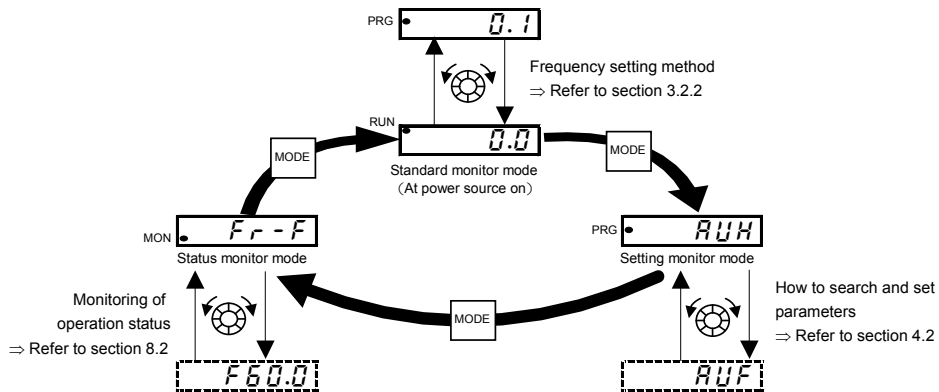 PRG
0.1
Frequency setting method
⇒ Refer to section 3.2.2
RUN
0.0
MODE
MODE
Standard monitor mode
(At power source on)
MON
Fr-F
Status monitor mode
PRG
AUH
Setting monitor mode
Monitoring of
operation status
⇒ Refer to section 8.2
How to search and set
parameters
⇒ Refer to section 4.2
MODE
F60.0
AUF